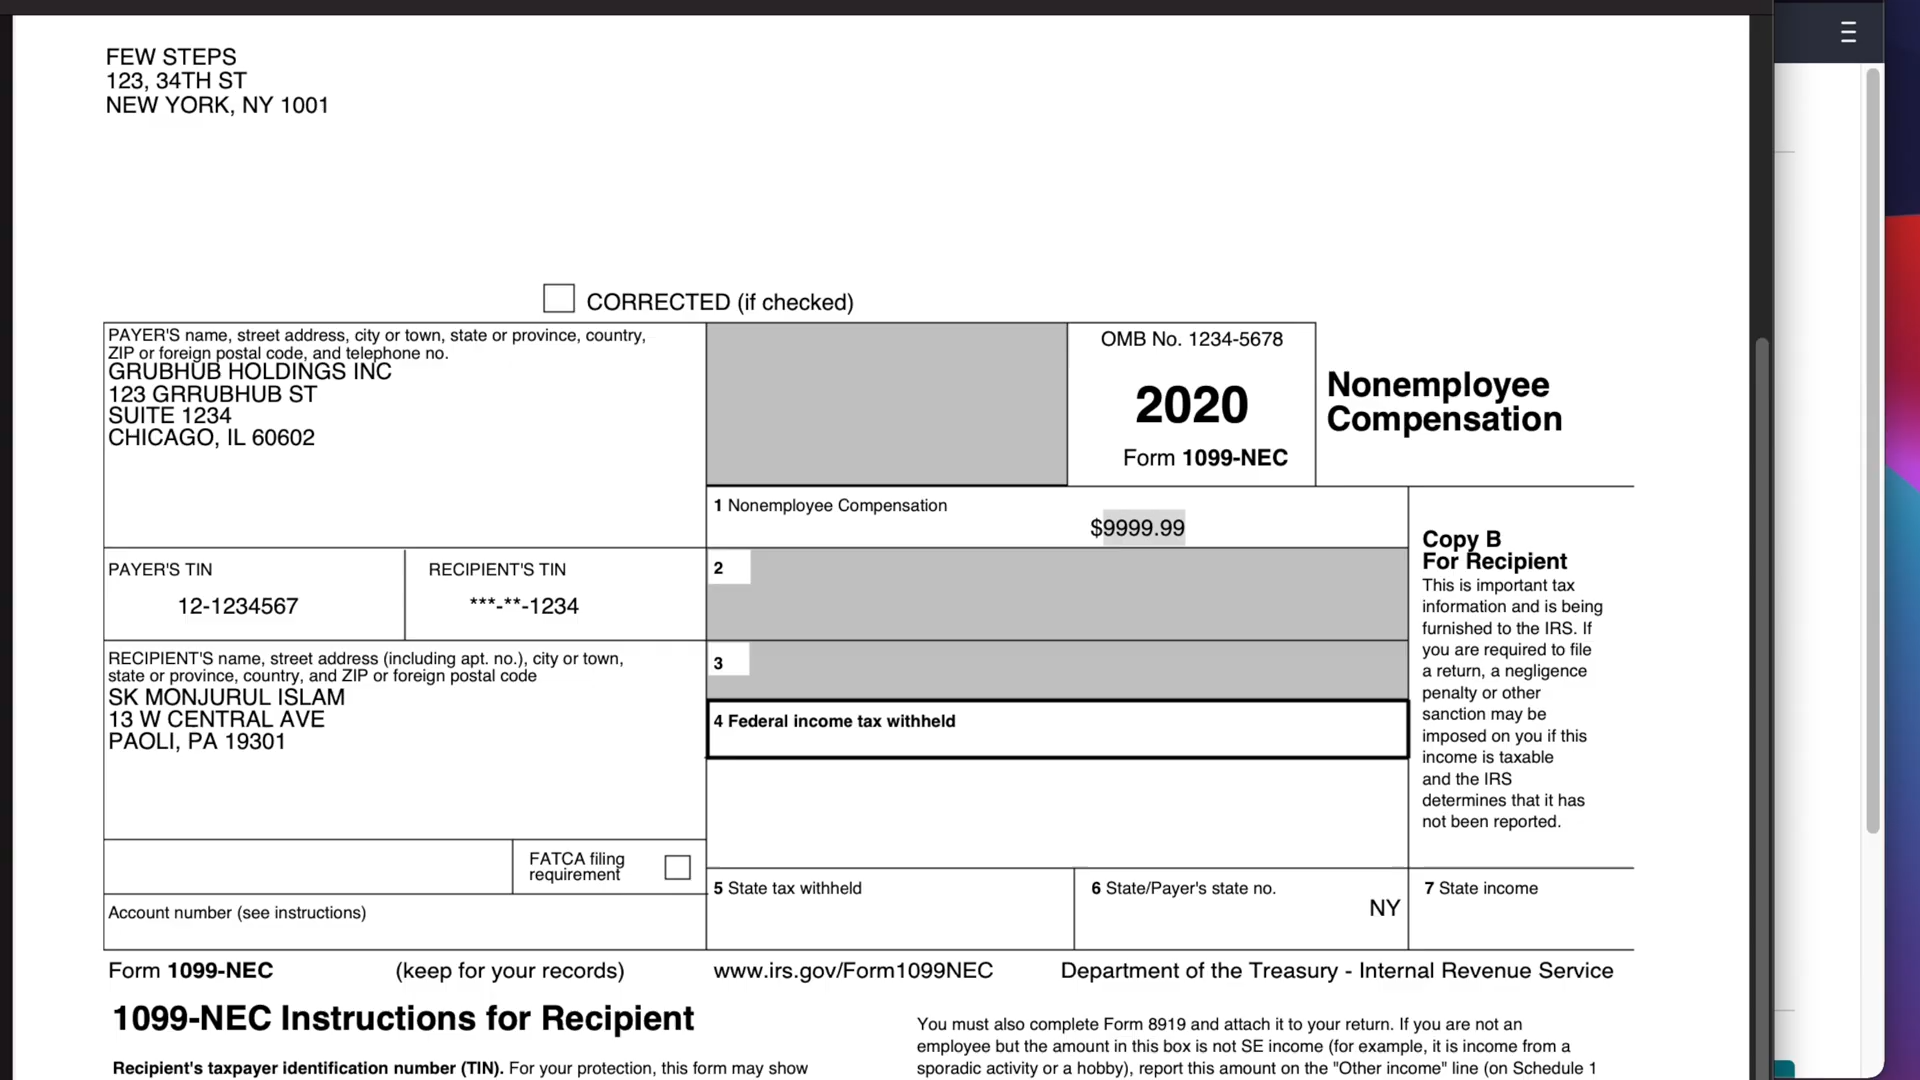 FEW STEPS
123, 34TH ST
NEW YORK, NY 1001
CORRECTED (if checked)
PAYER'S name, street address, city or town, state or province, country,
ZIP or foreign postal code, and telephone no.
GRUBHUB HOLDINGS INC
123 GRRUBHUB ST
SUITE 1234
CHICAGO, IL 60602
OMB No. 1234-5678
2020
Form 1099-NEC
Nonemployee
Compensation
1 Nonemployee Compensation
$9999.99
PAYER'S TIN
12-1234567
RECIPIENT'S TIN
***-**-1234
2
3
4 Federal income tax withheld
RECIPIENT'S name, street address (including apt. no.), city or town,
state or province, country, and ZIP or foreign postal code
SK MONJURUL ISLAM
13 W CENTRAL AVE
PAOLI, PA 19301
Copy B
For Recipient
This is important tax
information and is being
furnished to the IRS. If
you are required to file
a return, a negligence
penalty or other
sanction may be
imposed on you if this
income is taxable
and the IRS
determines that it has
not been reported.
FATCA filing
requirement
Account number (see instructions)
5 State tax withheld
6 State/Payer's state no.
NY
7 State income
Form 1099-NEC
(keep for your records)
www.irs.gov/Form1099NEC
Department of the Treasury - Internal Revenue Service
1099-NEC Instructions for Recipient
Recipient's taxpayer identification number (TIN). For your protection, this form may show
You must also complete Form 8919 and attach it to your return. If you are not an
employee but the amount in this box is not SE income (for example, it is income from a
sporadic activity or a hobby), report this amount on the "Other income" line (on Schedule 1